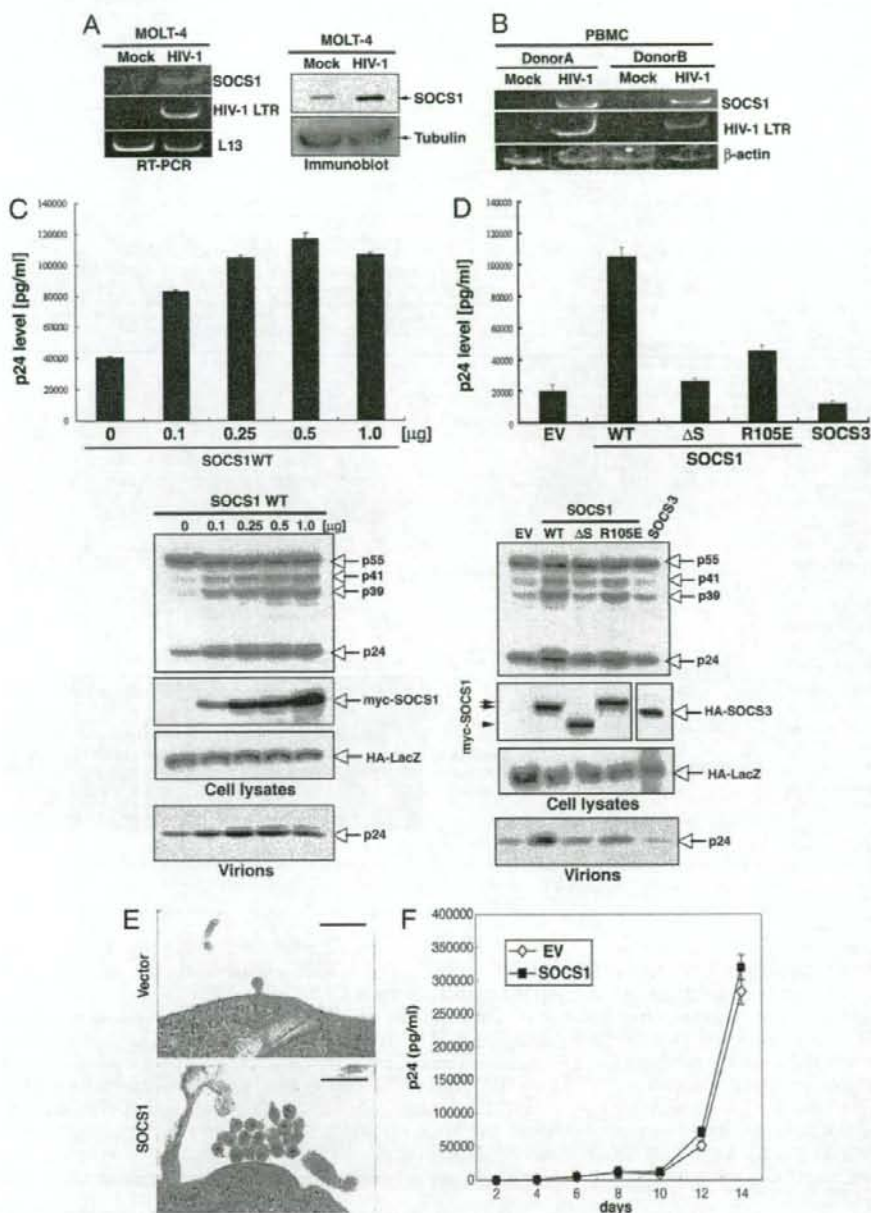 A
MOLT-4
Mock HIV-1
SOCS1
HIV-1 LTR
L13
RT-PCR
MOLT-4
Mock HIV-1
SOCS1
Tubulin
Immunobiot
B
PBMC
DonorA DonorB
Mock HIV-1 Mock HIV-1
SOCS1
HIV-1 LTR
β-actin
C
p24 level [pg/ml]
140000
120000
100000
80000
60000
40000
20000
0
0 0.1 0.25 0.5 1.0 [μg]
SOCS1WT
D
p24 level [pg/ml]
140000
120000
100000
80000
60000
40000
20000
0
EV WT ΔS R105E SOCS3
SOCS1
SOCS1 WT
0 0.1 0.25 0.5 1.0 [μg]
p55
p41
p39
p24
myc-SOCS1
HA-LacZ
Cell lysates
p24
Virions
SOCS1
EV WT ΔS R105E SOCS3
p55
p41
p39
p24
myc-SOCS1
HA-SOCS3
HA-LacZ
Cell lysates
p24
Virions
E
Vector
SOCS1
F
p24 (pg/ml)
400000
350000
300000
250000
200000
150000
100000
50000
0
EV
SOCS1
2 4 6 8 10 12 14
days